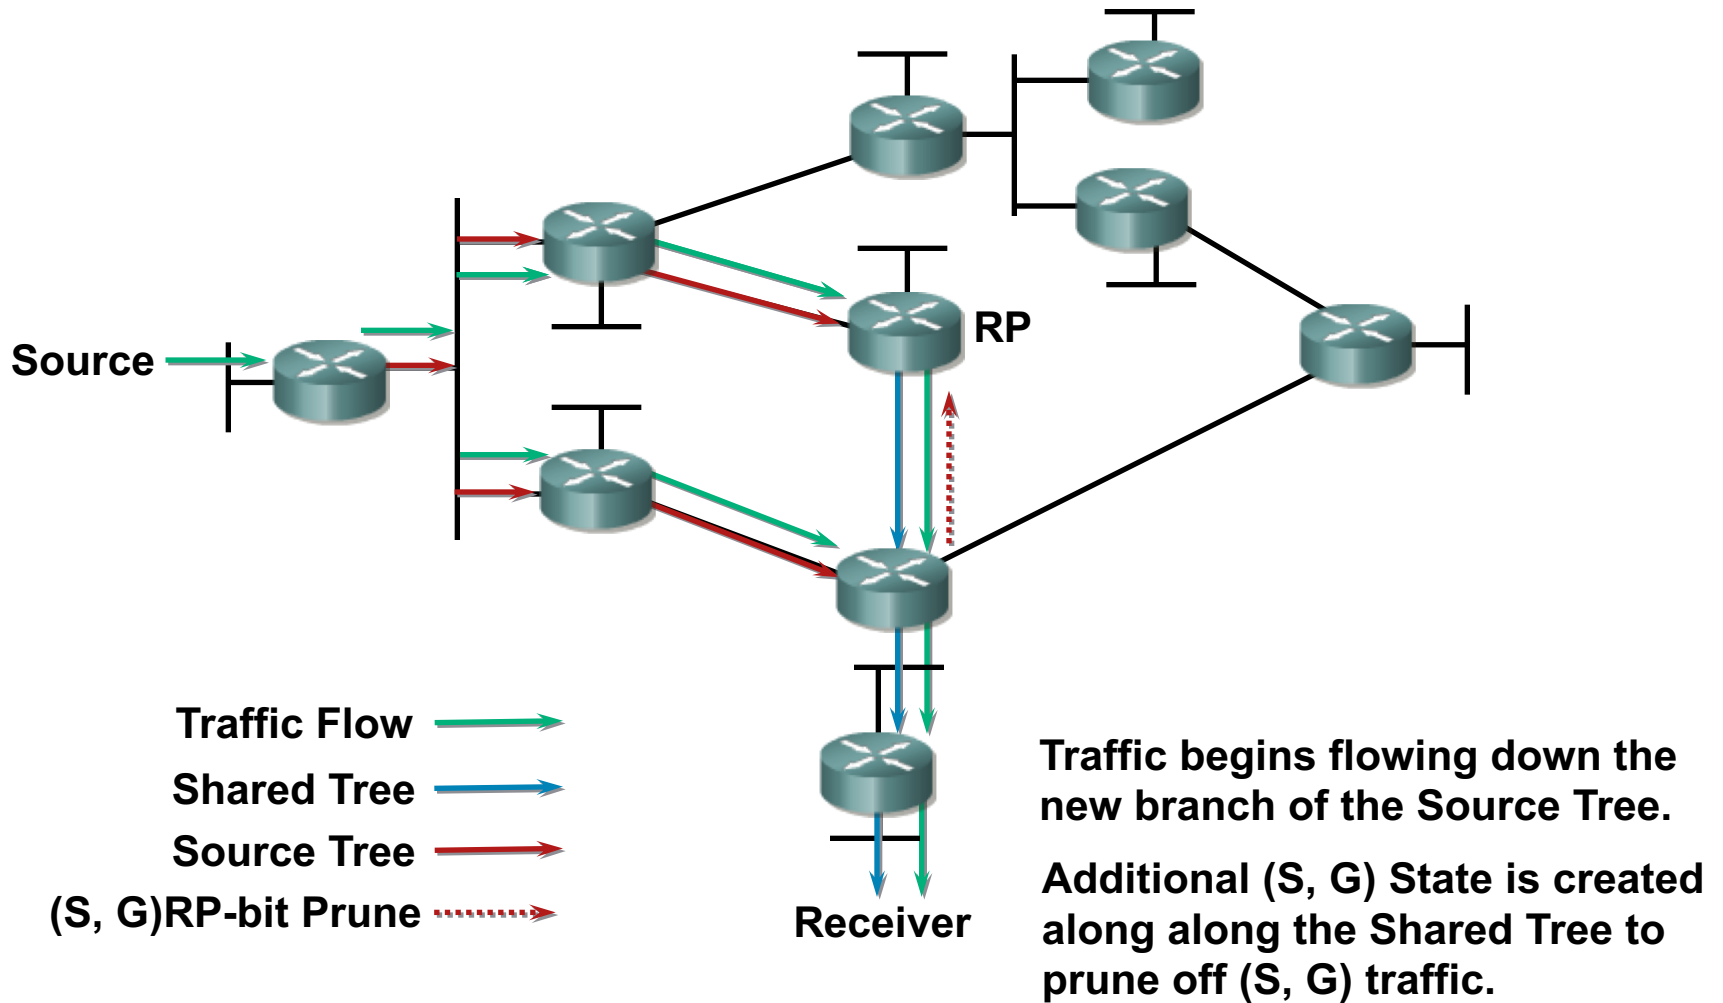 RP
Source
Traffic Flow
Shared Tree
Source Tree
(S, G)RP-bit Prune
Receiver
Traffic begins flowing down the
new branch of the Source Tree.
Additional (S, G) State is created
along along the Shared Tree to
prune off (S, G) traffic.